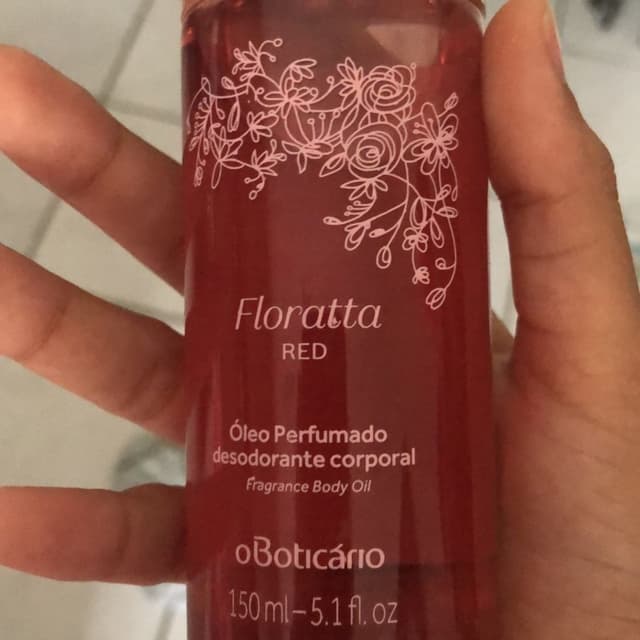 Floratta
RED
Óleo Perfumado
desodorante corporal
Fragrance Body Oil
oBoticário
150 ml – 5.1 fl. oz